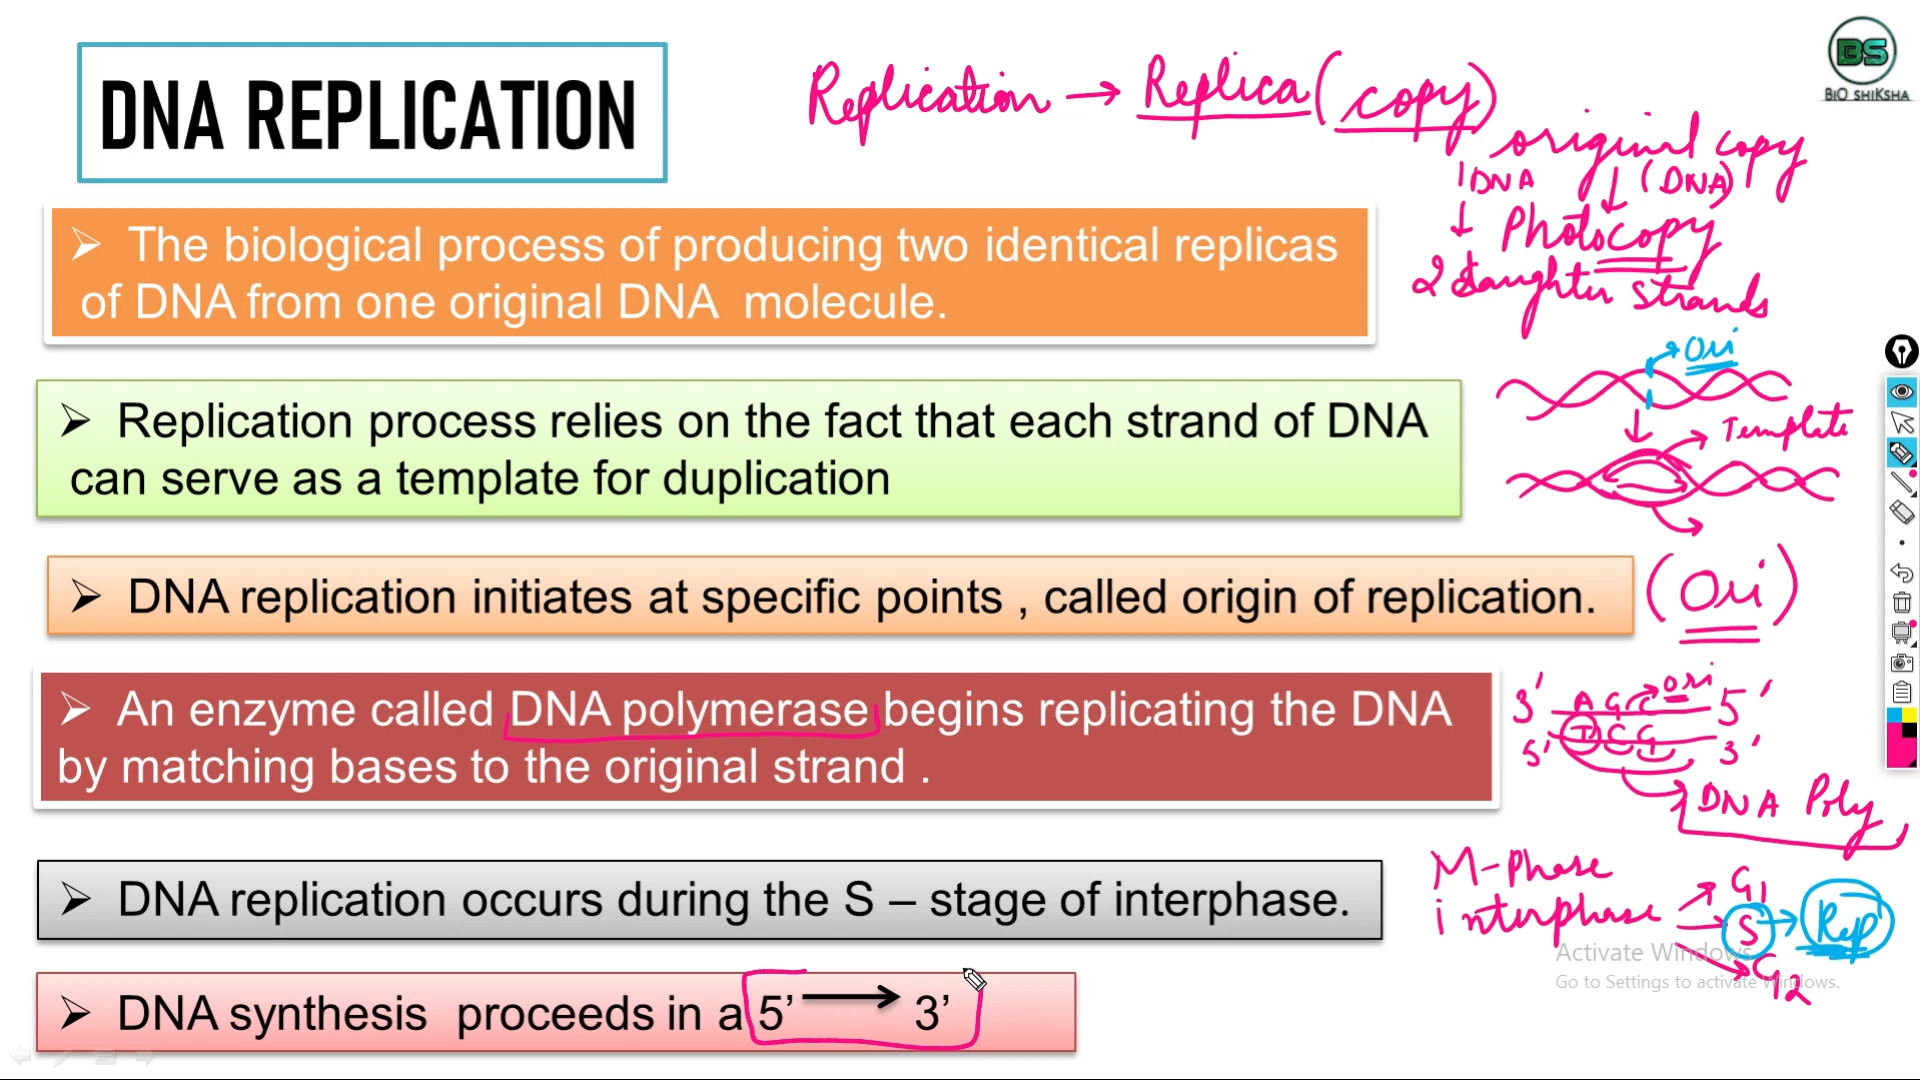 DNA REPLICATION
Replication → Replica (copy)
BS
BIO SHIKSHA
original copy
1 DNA ↓ (DNA)
↓ Photocopy
2 daughter strands
➢ The biological process of producing two identical replicas
of DNA from one original DNA molecule.
Ori
➢ Replication process relies on the fact that each strand of DNA
can serve as a template for duplication
Template
➢ DNA replication initiates at specific points , called origin of replication.
(Ori)
➢ An enzyme called DNA polymerase begins replicating the DNA
by matching bases to the original strand .
3' A G C → ori 5'
5' T C G 3'
DNA Poly
M-Phase
interphase
G1
S → Rep
G2
➢ DNA replication occurs during the S – stage of interphase.
Activate Windows
Go to Settings to activate Windows.
➢ DNA synthesis proceeds in a 5’ → 3’